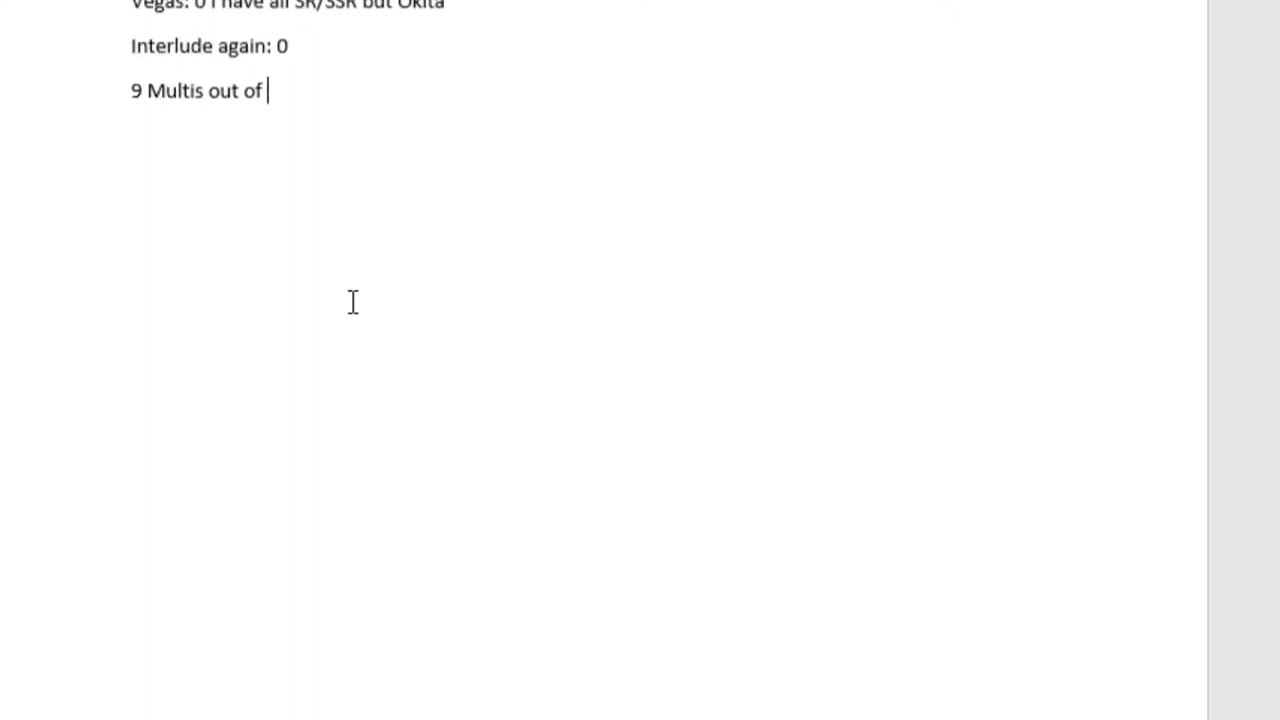 Vegas: 0 I have all SR/SSR but Okita
Interlude again: 0
9 Multis out of